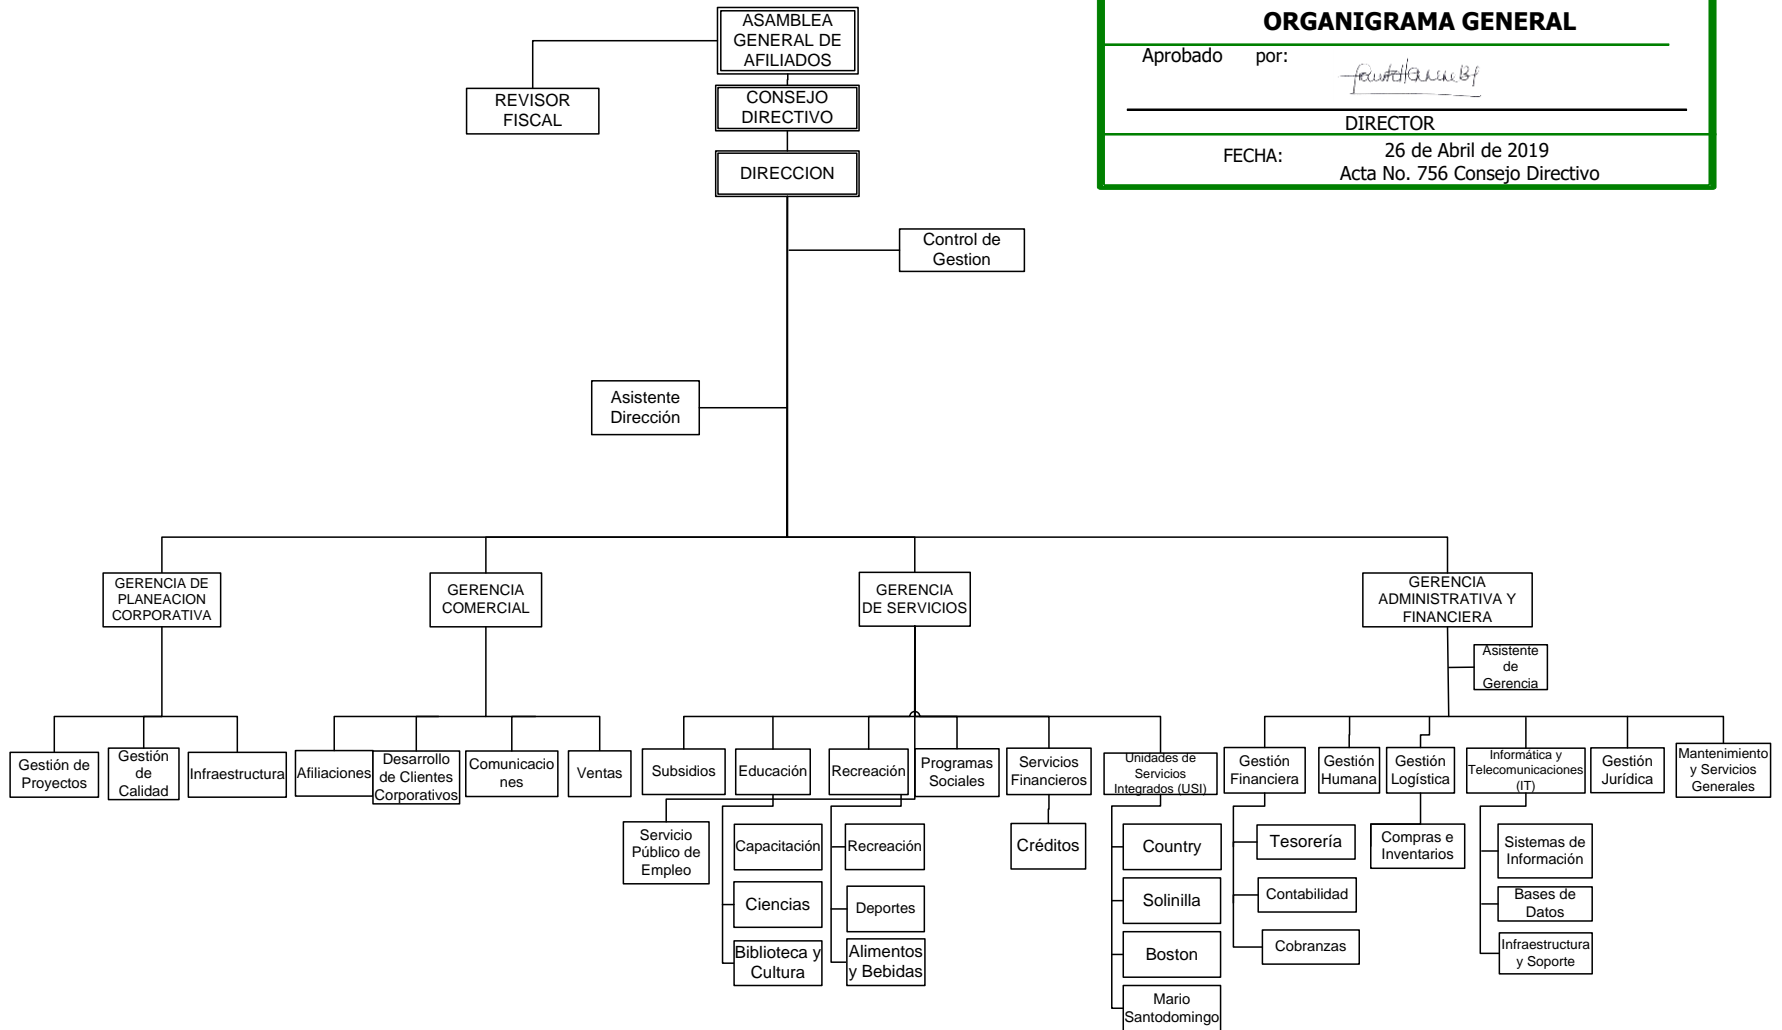 ASAMBLEA
GENERAL DE
AFILIADOS
REVISOR
FISCAL
CONSEJO
DIRECTIVO
DIRECCION
ORGANIGRAMA GENERAL
Aprobado por:
DIRECTOR
FECHA:
26 de Abril de 2019
Acta No. 756 Consejo Directivo
Control de
Gestion
Asistente
Dirección
GERENCIA DE
PLANEACION
CORPORATIVA
GERENCIA
COMERCIAL
GERENCIA
DE SERVICIOS
GERENCIA
ADMINISTRATIVA Y
FINANCIERA
Asistente
de
Gerencia
Gestión de
Proyectos
Gestión
de
Calidad
Infraestructura
Afiliaciones
Desarrollo
de Clientes
Corporativos
Comunicacio
nes
Ventas
Subsidios
Educación
Recreación
Programas
Sociales
Servicios
Financieros
Unidades de
Servicios
Integrados (USI)
Gestión
Financiera
Gestión
Humana
Gestión
Logística
Informática y
Telecomunicaciones
(IT)
Gestión
Jurídica
Mantenimiento
y Servicios
Generales
Servicio
Público de
Empleo
Capacitación
Ciencias
Biblioteca y
Cultura
Recreación
Deportes
Alimentos
y Bebidas
Créditos
Country
Solinilla
Boston
Mario
Santodomingo
Tesorería
Contabilidad
Cobranzas
Compras e
Inventarios
Sistemas de
Información
Bases de
Datos
Infraestructura
y Soporte